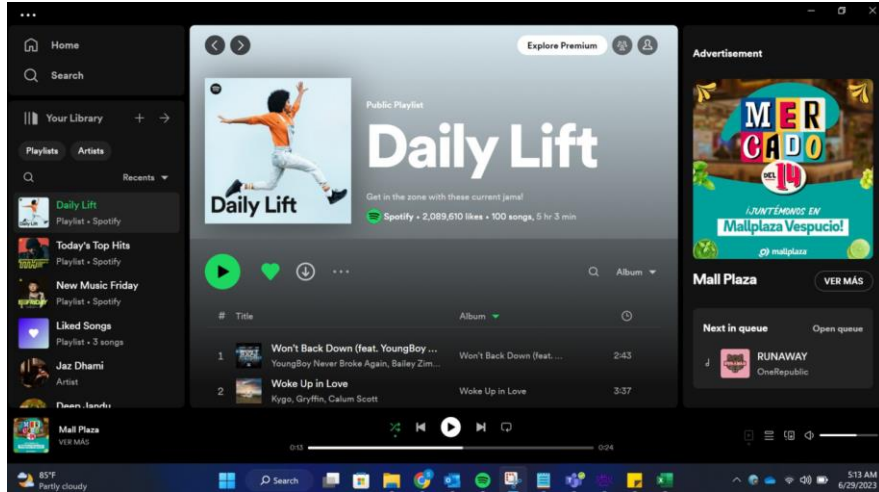 Home
Search
Your Library
Playlists Artists
Recents
Daily Lift
Playlist • Spotify
Today's Top Hits
Playlist • Spotify
New Music Friday
Playlist • Spotify
Liked Songs
Playlist • 3 songs
Jaz Dhami
Artist
Deep Jandu
Explore Premium
Daily Lift
Public Playlist
Daily Lift
Get in the zone with these current jams!
Spotify • 2,089,610 likes • 100 songs, 5 hr 3 min
Album
# Title Album
1 Won't Back Down (feat. YoungBoy ... Won't Back Down (feat. ... 2:43
YoungBoy Never Broke Again, Bailey Zim...
2 Woke Up in Love Woke Up in Love 3:37
Kygo, Gryffin, Calum Scott
Advertisement
MER
CADO
DEL 14
¡JUNTÉMONOS EN
Mallplaza Vespucio!
mallplaza
Mall Plaza VER MÁS
Next in queue Open queue
RUNAWAY
OneRepublic
Mall Plaza
VER MÁS
0:13 0:24
85°F
Partly cloudy
Search
5:13 AM
6/29/2023